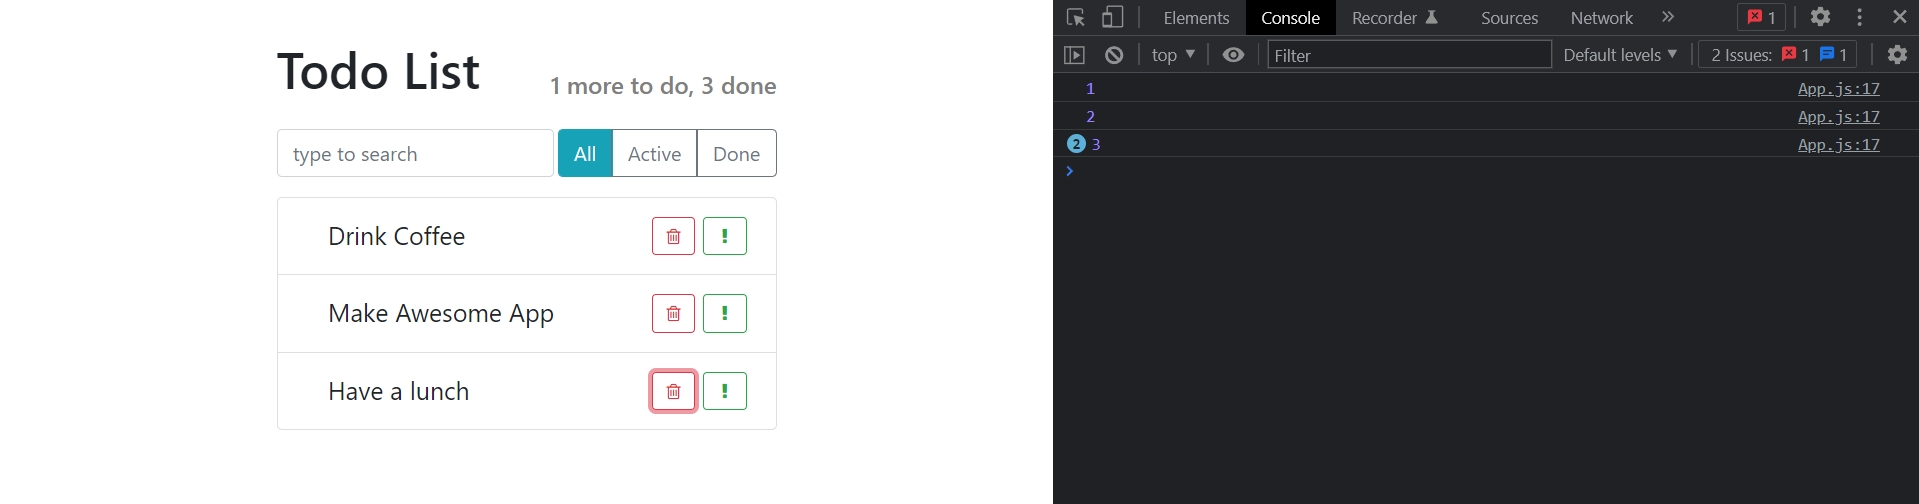 Todo List
1 more to do, 3 done
type to search
All
Active
Done
Drink Coffee
!
Make Awesome App
!
Have a lunch
!
Elements
Console
Recorder
Sources
Network
»
1
top ▼
Filter
Default levels ▼
2 Issues: 1 1
1 App.js:17
2 App.js:17
2 3 App.js:17